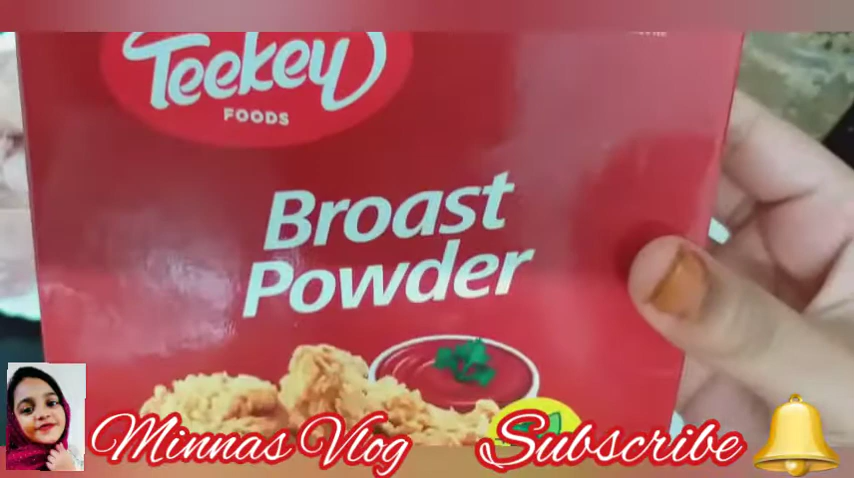 Teekey
FOODS
Broast
Powder
Minnas Vlog
Subscribe